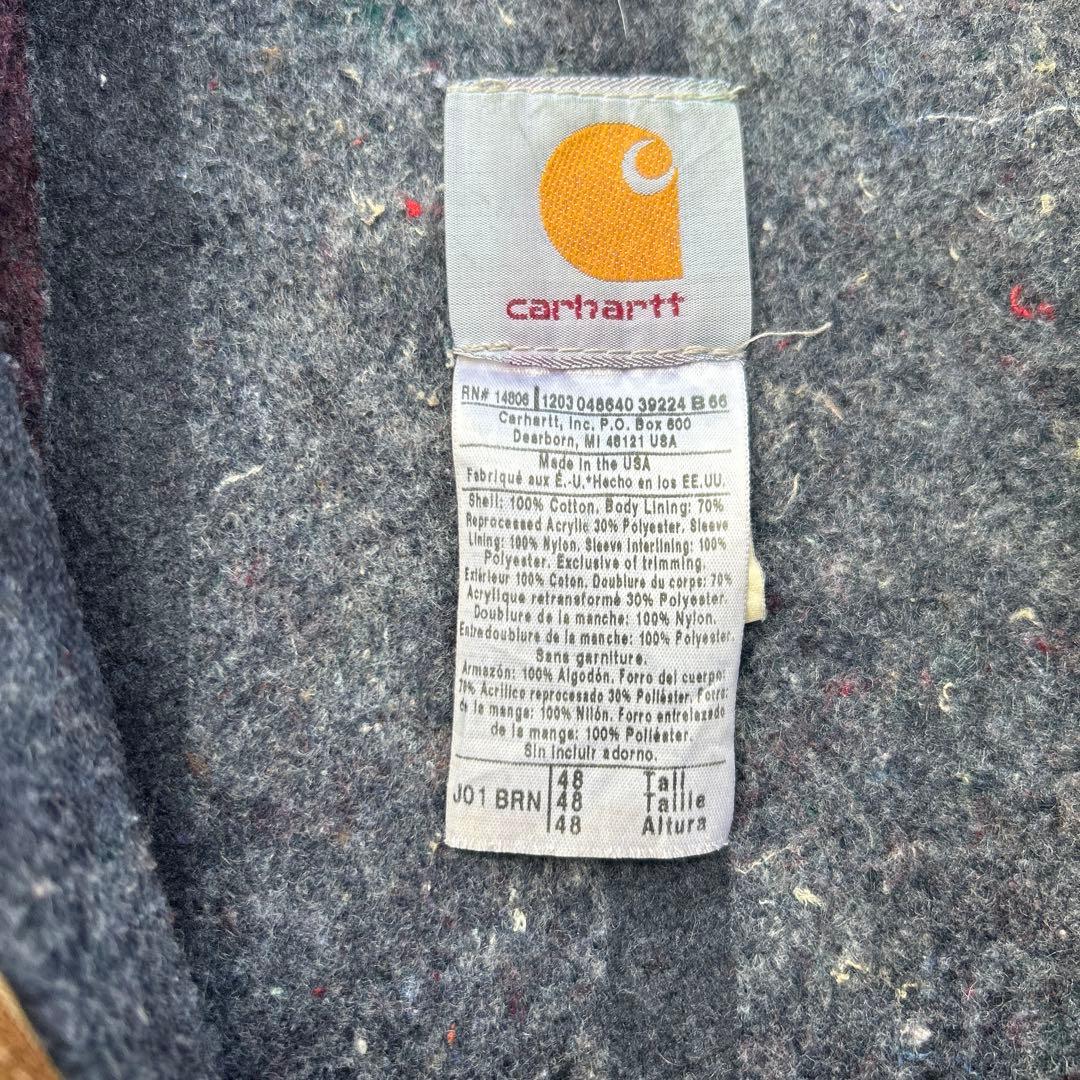 carhartt
RN# 14806 1203 046640 39224 B 66
Carhartt, Inc. P.O. Box 600
Dearborn, MI 48121 USA
Made in the USA
Fabriqué aux É.-U.*Hecho en los EE.UU.
Shell: 100% Cotton. Body Lining: 70%
Reprocessed Acrylic 30% Polyester. Sleeve
Lining: 100% Nylon. Sleeve Interlining: 100%
Polyester. Exclusive of trimming.
Extérieur 100% Coton. Doublure du corps: 70%
Acrylique retransformé 30% Polyester.
Doublure de la manche: 100% Nylon.
Entredoublure de la manche: 100% Polyester.
Sans garniture.
Armazón: 100% Algodón. Forro del cuerpo:
70% Acrílico reprocesado 30% Poliéster. Forro
de la manga: 100% Nilón. Forro entrelazado
de la manga: 100% Poliéster.
Sin incluir adorno.
48 Tall
J01 BRN 48 Taille
48 Altura